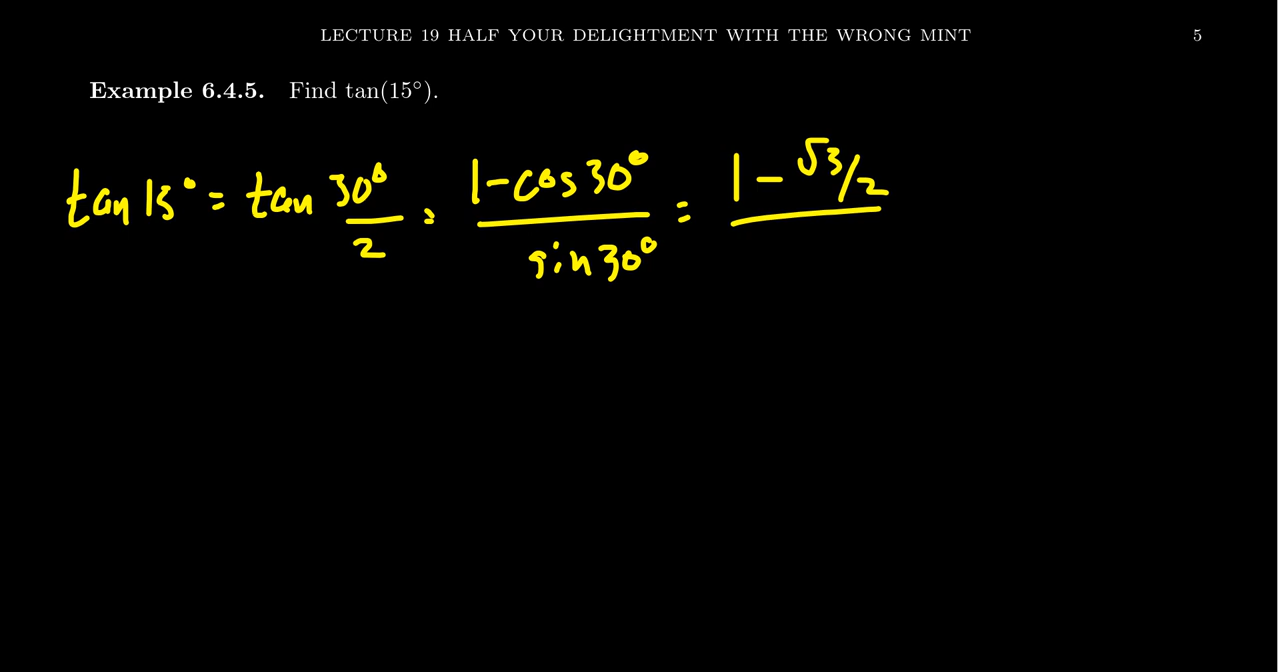 LECTURE 19 HALF YOUR DELIGHTMENT WITH THE WRONG MINT 5
Example 6.4.5. Find tan(15°).
tan 15° = tan 30°/2 = (1-cos 30°)/(sin 30°) = 1-√3/2